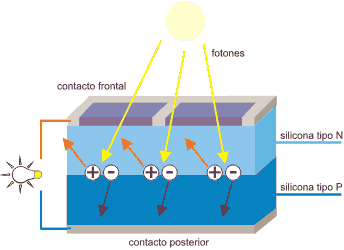 fotones
contacto frontal
silicona tipo N
+ - + - + -
silicona tipo P
contacto posterior